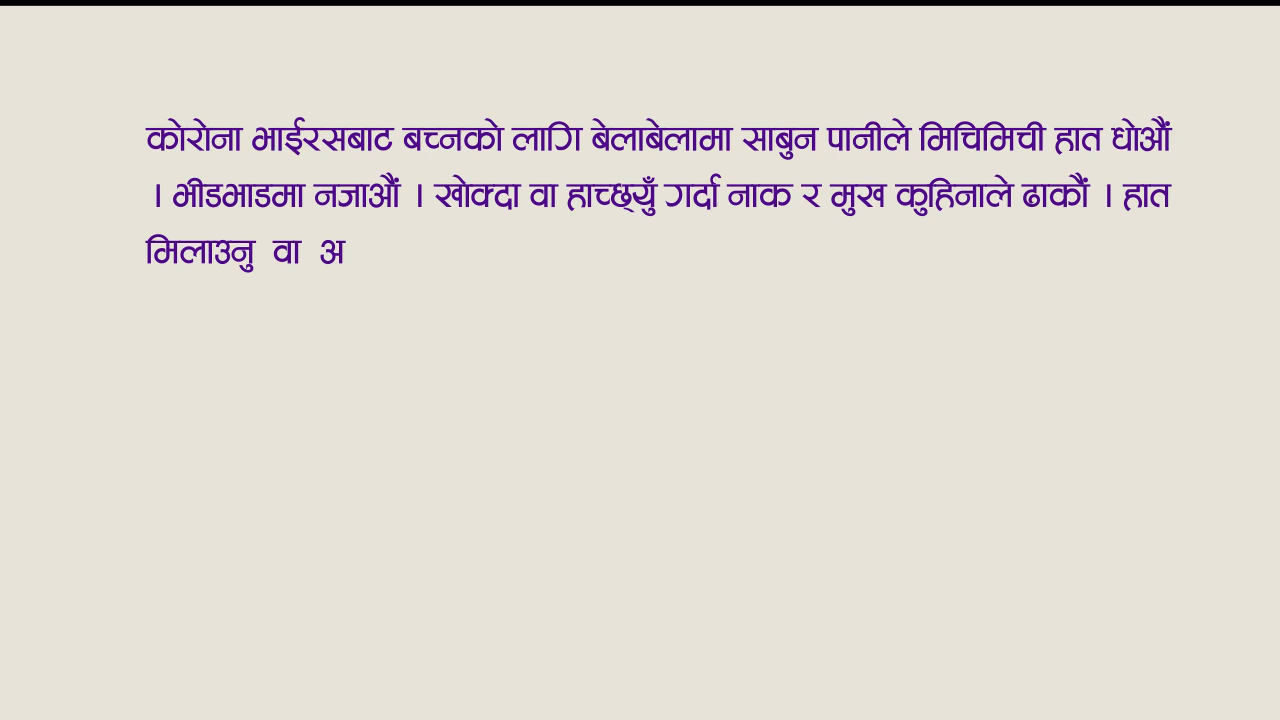 कोरोना भाईरसबाट बच्नको लागि बेलाबेलामा साबुन पानीले मिचिमिची हात धोऔं
। भीडभाडमा नजाऔं । खोक्दा वा हाच्छ्युँ गर्दा नाक र मुख कुहिनाले ढाकौं । हात
मिलाउनु वा अ